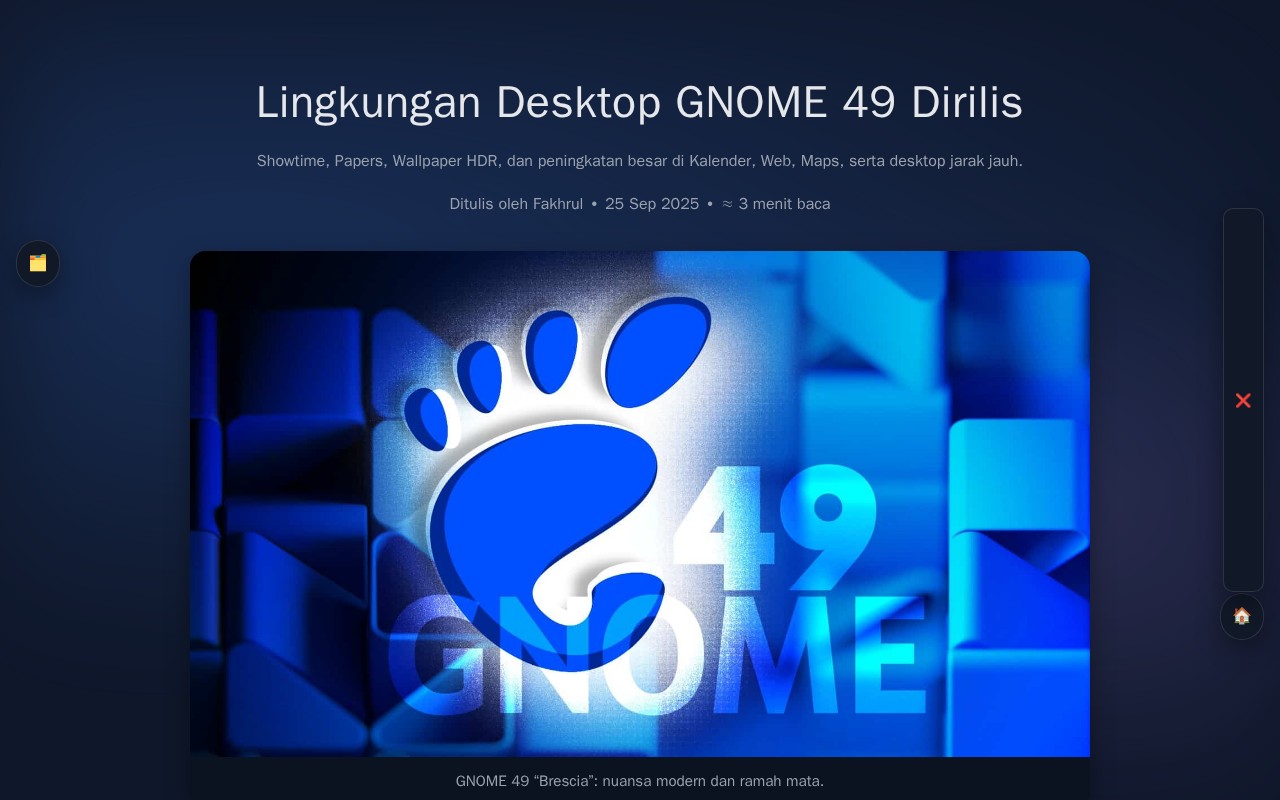 Lingkungan Desktop GNOME 49 Dirilis
Showtime, Papers, Wallpaper HDR, dan peningkatan besar di Kalender, Web, Maps, serta desktop jarak jauh.
Ditulis oleh Fakhrul • 25 Sep 2025 • ≈ 3 menit baca
49
GNOME
GNOME 49 “Brescia”: nuansa modern dan ramah mata.